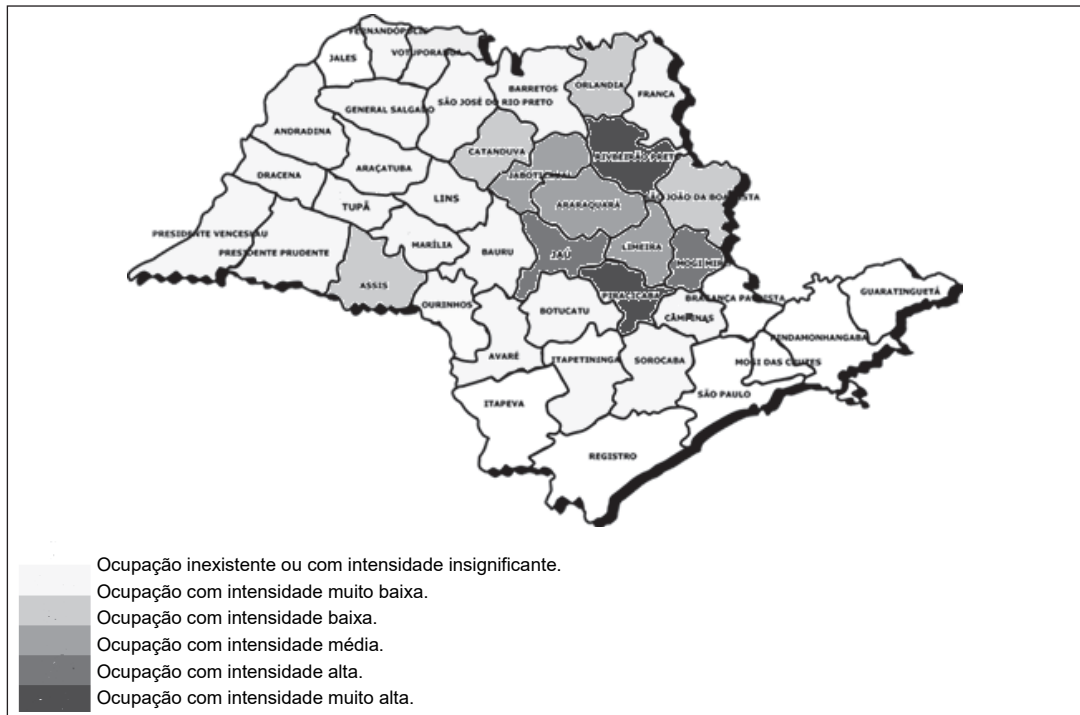 FERNANDÓPOLIS
JALES
VOTUPORANGA
BARRETOS
ORLANDIA
FRANCA
GENERAL SALGADO
SÃO JOSÉ DO RIO PRETO
ANDRADINA
CATANDUVA
RIVBEIRÃO PRET
ARAÇATUBA
JABOTICABAL
DRACENA
LINS
SÃO JOÃO DA BOA VISTA
TUPÃ
ARARAQUARA
PRESIDENTE VENCESLAU
MARÍLIA
BAURU
JAÚ
LIMEIRA
PRESIDENTE PRUDENTE
MOGI MIR
ASSIS
PIRACICABA
BRAGANÇA PAULISTA
GUARATINGUETÁ
OURINHOS
BOTUCATU
CAMPINAS
PINDAMONHANGABA
AVARÉ
ITAPETININGA
SOROCABA
MOGI DAS CRUZES
SÃO PAULO
ITAPEVA
REGISTRO
Ocupação inexistente ou com intensidade insignificante.
Ocupação com intensidade muito baixa.
Ocupação com intensidade baixa.
Ocupação com intensidade média.
Ocupação com intensidade alta.
Ocupação com intensidade muito alta.